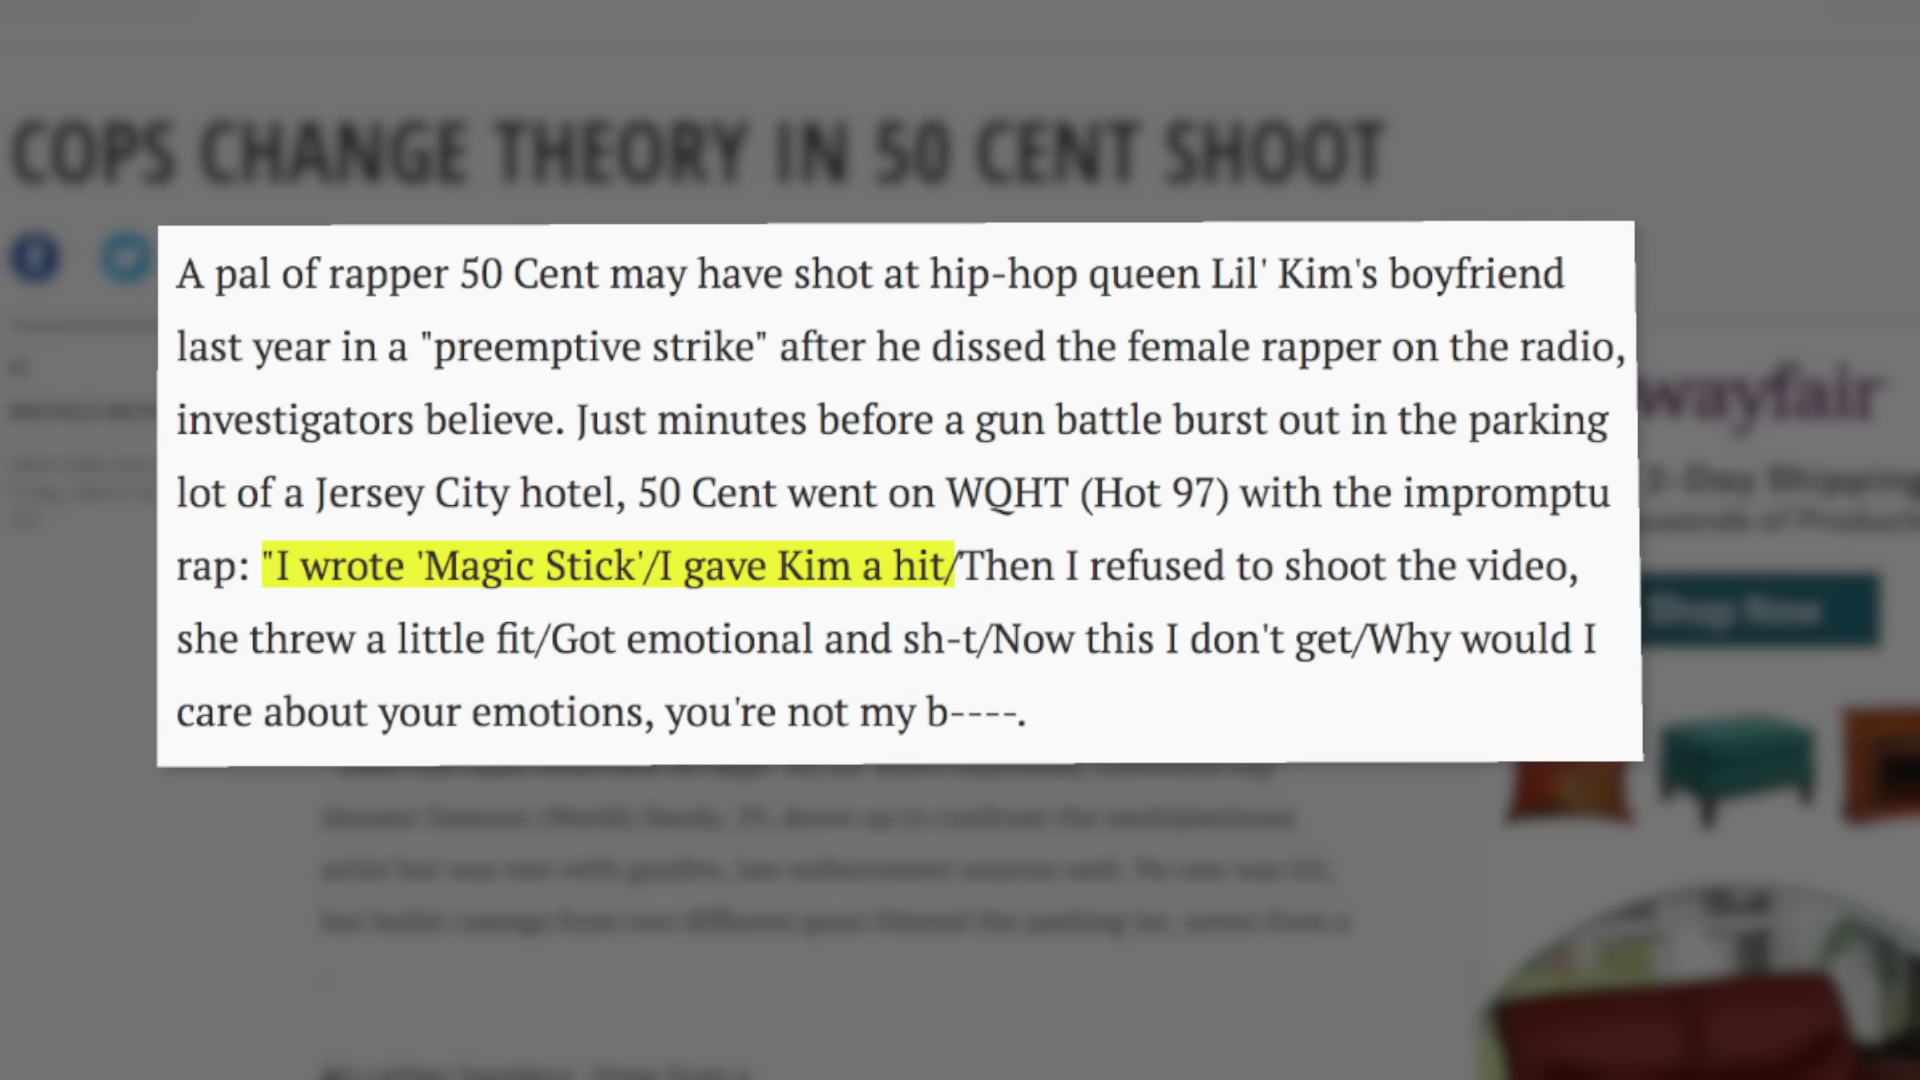 COPS CHANGE THEORY IN 50 CENT SHOOT
A pal of rapper 50 Cent may have shot at hip-hop queen Lil' Kim's boyfriend
last year in a "preemptive strike" after he dissed the female rapper on the radio,
investigators believe. Just minutes before a gun battle burst out in the parking
lot of a Jersey City hotel, 50 Cent went on WQHT (Hot 97) with the impromptu
rap: "I wrote 'Magic Stick'/I gave Kim a hit/Then I refused to shoot the video,
she threw a little fit/Got emotional and sh-t/Now this I don't get/Why would I
care about your emotions, you're not my b----.
wayfair
2-Day Shipping
Shop Now